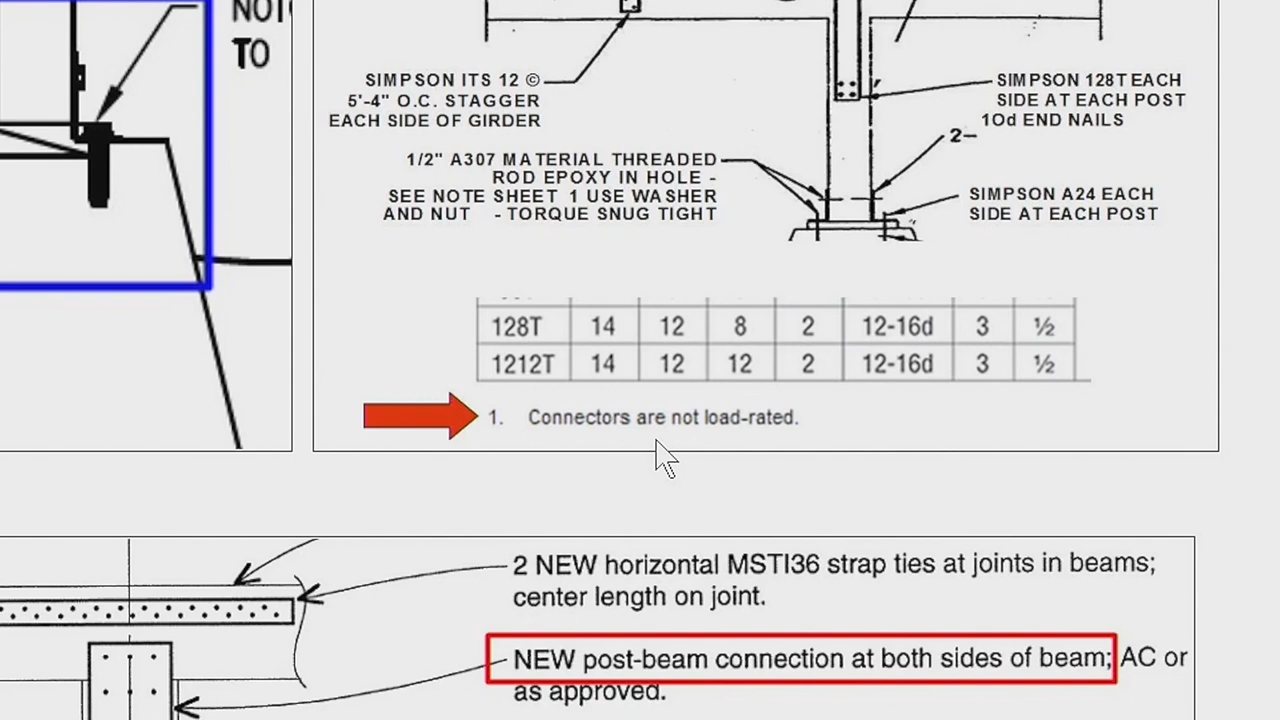 NOT
TO
SIMPSON ITS 12 ©
5'-4" O.C. STAGGER
EACH SIDE OF GIRDER
SIMPSON 128T EACH
SIDE AT EACH POST
10d END NAILS
2-
1/2" A307 MATERIAL THREADED
ROD EPOXY IN HOLE -
SEE NOTE SHEET 1 USE WASHER
AND NUT - TORQUE SNUG TIGHT
SIMPSON A24 EACH
SIDE AT EACH POST
128T 14 12 8 2 12-16d 3 ½
1212T 14 12 12 2 12-16d 3 ½
1. Connectors are not load-rated.
2 NEW horizontal MSTI36 strap ties at joints in beams;
center length on joint.
NEW post-beam connection at both sides of beam; AC or
as approved.